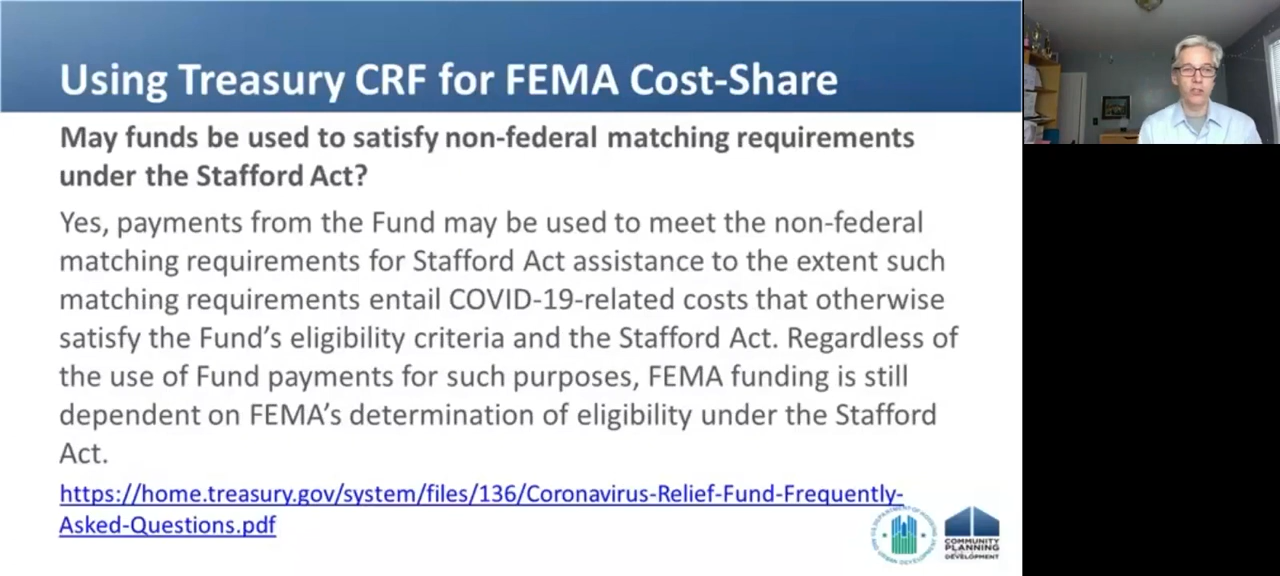 Using Treasury CRF for FEMA Cost-Share
May funds be used to satisfy non-federal matching requirements
under the Stafford Act?
Yes, payments from the Fund may be used to meet the non-federal
matching requirements for Stafford Act assistance to the extent such
matching requirements entail COVID-19-related costs that otherwise
satisfy the Fund's eligibility criteria and the Stafford Act. Regardless of
the use of Fund payments for such purposes, FEMA funding is still
dependent on FEMA's determination of eligibility under the Stafford
Act.
https://home.treasury.gov/system/files/136/Coronavirus-Relief-Fund-Frequently-
Asked-Questions.pdf
COMMUNITY
PLANNING
DEVELOPMENT